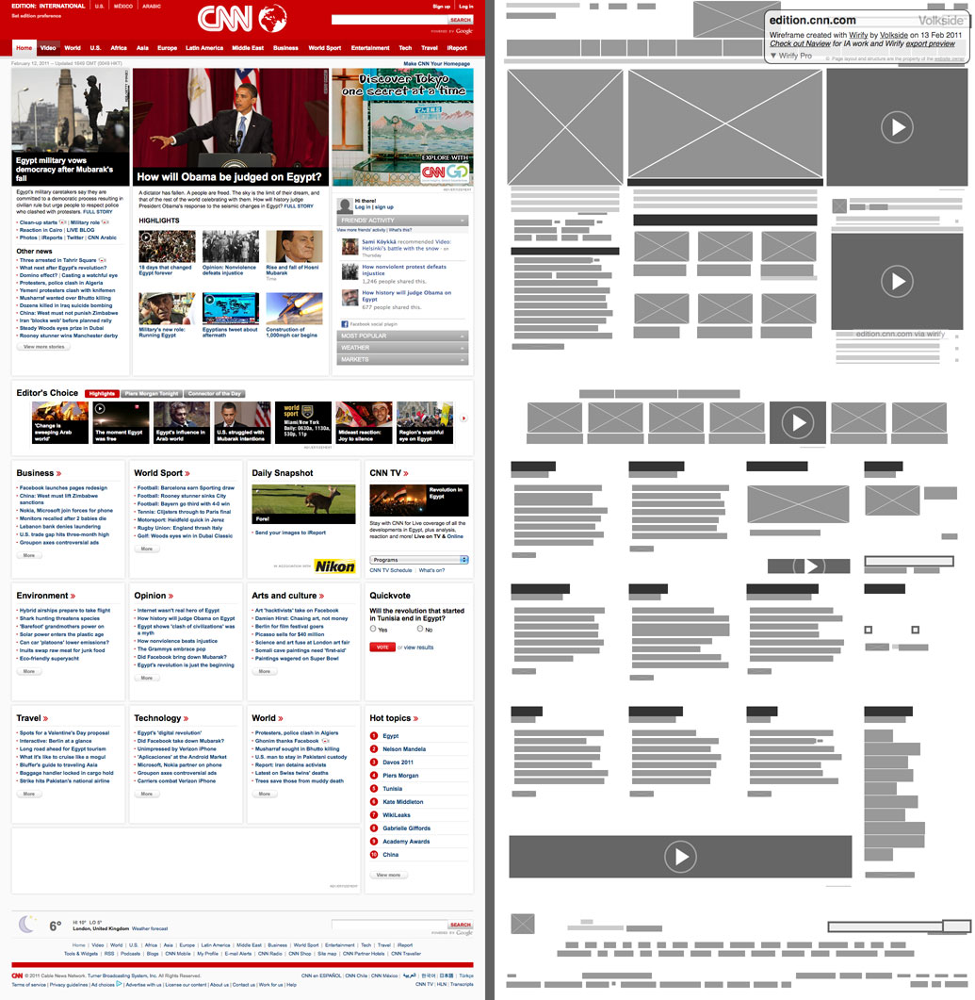 EDITION: INTERNATIONAL | U.S. | MÉXICO | ARABIC
Set edition preference
CNN
Sign up | Log in
SEARCH
POWERED BY Google
Home Video World U.S. Africa Asia Europe Latin America Middle East Business World Sport Entertainment Tech Travel iReport
February 12, 2011 -- Updated 1649 GMT (0049 HKT)
Make CNN Your Homepage
Egypt military vows
democracy after Mubarak's
fall
Egypt's military caretakers say they are
committed to a democratic process resulting in
civilian rule but urge people to respect police
who clashed with protesters. FULL STORY
Clean-up starts | Military role
Reaction in Cairo | LIVE BLOG
Photos | iReports | Twitter | CNN Arabic
Other news
Three arrested in Tahrir Square
What next after Egypt's revolution?
Domino effect? | Casting a watchful eye
Protesters, police clash in Algeria
Yemeni protesters clash with knifemen
Musharraf wanted over Bhutto killing
Dozens killed in Iraq suicide bombing
China: West must not punish Zimbabwe
Iran 'blocks web' before planned rally
Steady Woods eyes prize in Dubai
Rooney stunner wins Manchester derby
View more stories
How will Obama be judged on Egypt?
A dictator has fallen. A people are freed. The sky is the limit of their dream, and
that of the rest of the world celebrating with them. How will history judge
President Obama's response to the seismic changes in Egypt? FULL STORY
HIGHLIGHTS
18 days that changed
Egypt forever
Opinion: Nonviolence
defeats injustice
Rise and fall of Hosni
Mubarak
Time
Military's new role:
Running Egypt
Egyptians tweet about
aftermath
Construction of
1,000mph car begins
Discover Tokyo
one secret at a time
EXPLORE WITH
CNN GO
ADVERTISEMENT
Hi there!
Log in | sign up
FRIENDS' ACTIVITY
View more friends' activity | What's this?
Sami Köykkä recommended Video:
Helsinki's battle with the snow · on
Thursday
How nonviolent protest defeats
injustice
1,246 people shared this.
How history will judge Obama on
Egypt
677 people shared this.
Facebook social plugin
MOST POPULAR
WEATHER
MARKETS
Editor's Choice
Highlights
Piers Morgan Tonight
Connector of the Day
'Change is
sweeping Arab
world'
The moment Egypt
was free
Egypt's influence in
Arab world
U.S. struggled with
Mubarak intentions
world
sport
Miami/New York
Daily: 0630a, 1130a,
530p, 11p
Mideast reaction:
Joy to silence
Region's watchful
eye on Egypt
ADVERTISEMENT
Business »
Facebook launches pages redesign
China: West must lift Zimbabwe
sanctions
Nokia, Microsoft join forces for phone
Monitors recalled after 2 babies die
Lebanon bank denies laundering
U.S. trade gap hits three-month high
Groupon axes controversial ads
More
World Sport »
Football: Barcelona earn Sporting draw
Football: Rooney stunner sinks City
Football: Bayern go third with 4-0 win
Tennis: Clijsters through to Paris final
Motorsport: Heidfeld quick in Jerez
Rugby Union: England thrash Italy
Golf: Woods eyes win in Dubai Classic
More
Daily Snapshot
Fore!
Send your images to iReport
IN ASSOCIATION WITH
Nikon
CNN TV »
Revolution in
Egypt
Stay with CNN for Live coverage of all the
developments in Egypt, plus analysis,
reaction and more! Live on TV & Online
Programs
CNN TV Schedule | What's on?
Environment »
Hybrid airships prepare to take flight
Shark hunting threatens species
'Barefoot' grandmothers power on
Solar power enters the plastic age
Can car 'platoons' lower emissions?
Inuits swap raw meat for junk food
Eco-friendly superyacht
More
Opinion »
Internet wasn't real hero of Egypt
How history will judge Obama on Egypt
Egypt shows 'clash of civilizations' was
a myth
How nonviolence beats injustice
The Grammys embrace pop
Did Facebook bring down Mubarak?
Egypt's revolution is just the beginning
More
Arts and culture »
Art 'hacktivists' take on Facebook
Damien Hirst: Chasing art, not money
Berlin for film festival goers
Picasso sells for $40 million
Science and art fuse at London art fair
Somali cave paintings need 'first-aid'
Paintings wagered on Super Bowl
More
Quickvote
Will the revolution that started
in Tunisia end in Egypt?
Yes No
VOTE or view results
Travel »
Spots for a Valentine's Day proposal
Interactive: Berlin at a glance
Long road ahead for Egypt tourism
What it's like to cruise like a mogul
Bluffer's guide to traveling Asia
Baggage handler locked in cargo hold
Strike hits Pakistan's national airline
More
Technology »
Egypt's 'digital revolution'
Did Facebook take down Mubarak?
Unimpressed by Verizon iPhone
'Aplicaciones' at the Android Market
Microsoft, Nokia partner on phone
Groupon axes controversial ads
Carriers combat Verizon iPhone
More
World »
Protesters, police clash in Algiers
Ghonim thanks Facebook
Musharraf sought in Bhutto killing
U.S. man to stay in Pakistani custody
Report: Iran detains activists
Latest on Swiss twins' deaths
Trees save those from muddy death
More
Hot topics »
1 Egypt
2 Nelson Mandela
3 Davos 2011
4 Piers Morgan
5 Tunisia
6 Kate Middleton
7 WikiLeaks
8 Gabrielle Giffords
9 Academy Awards
10 China
View more
ADVERTISEMENT
6° HI 10° LO 5°
London, United Kingdom Weather forecast
SEARCH
POWERED BY Google
Home | Video | World | U.S. | Africa | Asia | Europe | Latin America | Middle East | Business | World Sport | Entertainment | Tech | Travel | iReport
Tools & Widgets | RSS | Podcasts | Blogs | CNN Mobile | My Profile | E-mail Alerts | CNN Radio | CNN Shop | Site map | CNN Partner Hotels | CNN Traveller
CNN © 2011 Cable News Network. Turner Broadcasting System, Inc. All Rights Reserved.
CNN en ESPAÑOL | CNN Chile | CNN México | العربية | 한국어 | 日本語 | Türkçe
Terms of service | Privacy guidelines | Ad choices | Advertise with us | License our content | About us | Contact us | Work for us | Help
CNN TV | HLN | Transcripts
edition.cnn.com
Volkside
Wireframe created with Wirify by Volkside on 13 Feb 2011
Check out Naview for IA work and Wirify export preview
▼ Wirify Pro
© Page layout and structure are the property of the website owner
edition.cnn.com via wirify